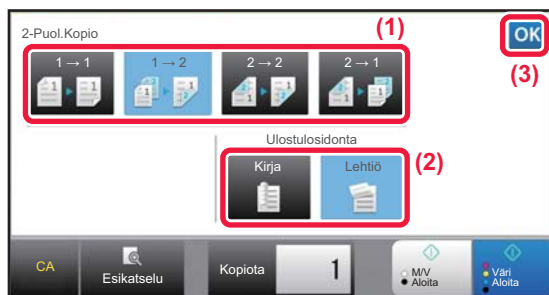 2-Puol.Kopio
(1)
OK
1 → 1
1 → 2
2 → 2
2 → 1
(3)
Ulostulosidonta
Kirja
Lehtiö
(2)
CA
Esikatselu
Kopiota
1
M/V
Aloita
Väri
Aloita